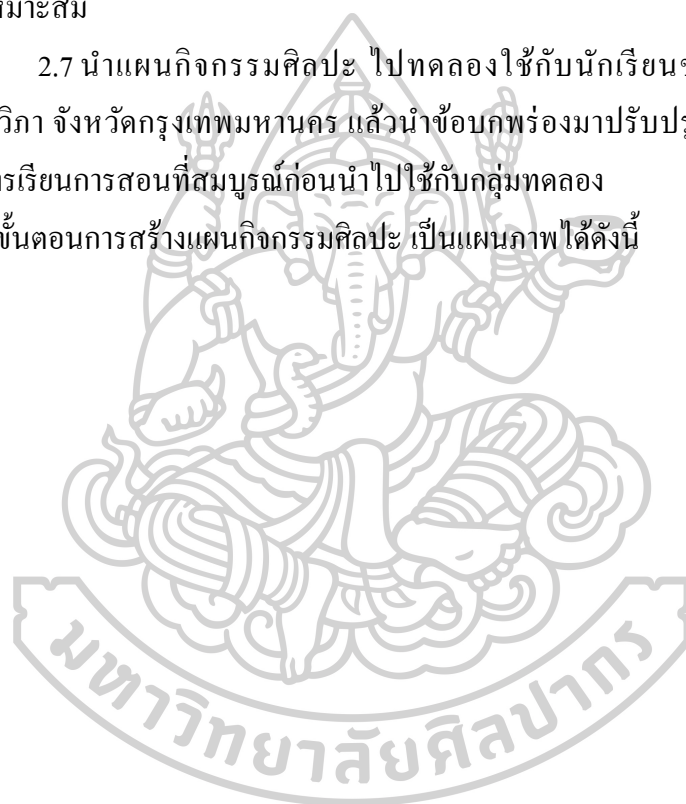 หมาะสม
2.7 นำแผนกิจกรรมศิลปะ ไปทดลองใช้กับนักเรียนช
วิภา จังหวัดกรุงเทพมหานคร แล้วนำข้อบกพร่องมาปรับปรุ
ารเรียนการสอนที่สมบูรณ์ก่อนนำไปใช้กับกลุ่มทดลอง
ขั้นตอนการสร้างแผนกิจกรรมศิลปะ เป็นแผนภาพได้ดังนี้
มหาวิทยาลัยศิลปากร